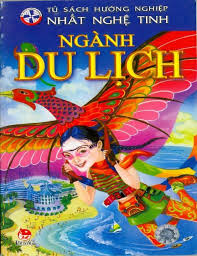 TỦ SÁCH HƯỚNG NGHIỆP
NHẤT NGHỆ TINH
NGÀNH
DU LỊCH